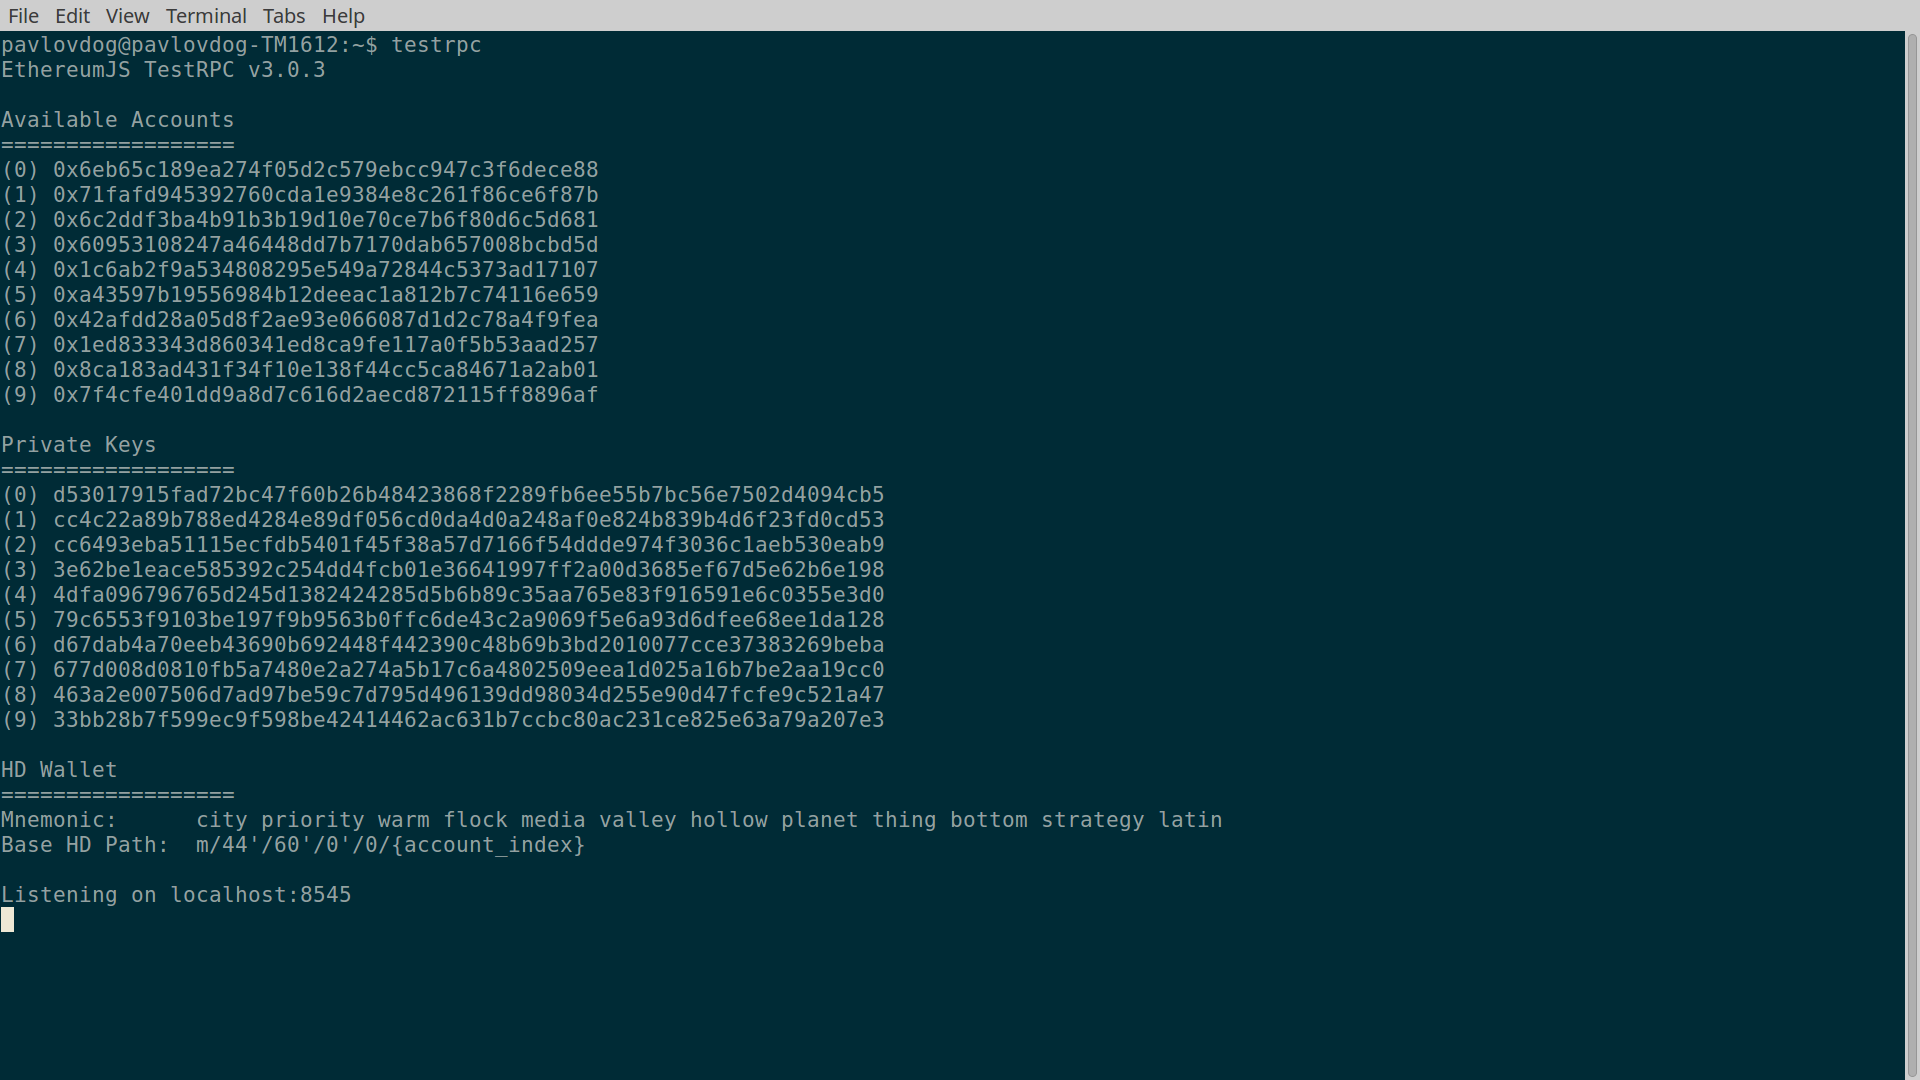 File Edit View Terminal Tabs Help
pavlovdog@pavlovdog-TM1612:~$ testrpc
EthereumJS TestRPC v3.0.3
Available Accounts
==================
(0) 0x6eb65c189ea274f05d2c579ebcc947c3f6dece88
(1) 0x71fafd945392760cda1e9384e8c261f86ce6f87b
(2) 0x6c2ddf3ba4b91b3b19d10e70ce7b6f80d6c5d681
(3) 0x60953108247a46448dd7b7170dab657008bcbd5d
(4) 0x1c6ab2f9a534808295e549a72844c5373ad17107
(5) 0xa43597b19556984b12deeac1a812b7c74116e659
(6) 0x42afdd28a05d8f2ae93e066087d1d2c78a4f9fea
(7) 0x1ed833343d860341ed8ca9fe117a0f5b53aad257
(8) 0x8ca183ad431f34f10e138f44cc5ca84671a2ab01
(9) 0x7f4cfe401dd9a8d7c616d2aecd872115ff8896af
Private Keys
==================
(0) d53017915fad72bc47f60b26b48423868f2289fb6ee55b7bc56e7502d4094cb5
(1) cc4c22a89b788ed4284e89df056cd0da4d0a248af0e824b839b4d6f23fd0cd53
(2) cc6493eba51115ecfdb5401f45f38a57d7166f54ddde974f3036c1aeb530eab9
(3) 3e62be1eace585392c254dd4fcb01e36641997ff2a00d3685ef67d5e62b6e198
(4) 4dfa096796765d245d1382424285d5b6b89c35aa765e83f916591e6c0355e3d0
(5) 79c6553f9103be197f9b9563b0ffc6de43c2a9069f5e6a93d6dfee68ee1da128
(6) d67dab4a70eeb43690b692448f442390c48b69b3bd2010077cce37383269beba
(7) 677d008d0810fb5a7480e2a274a5b17c6a4802509eea1d025a16b7be2aa19cc0
(8) 463a2e007506d7ad97be59c7d795d496139dd98034d255e90d47fcfe9c521a47
(9) 33bb28b7f599ec9f598be42414462ac631b7ccbc80ac231ce825e63a79a207e3
HD Wallet
==================
Mnemonic:      city priority warm flock media valley hollow planet thing bottom strategy latin
Base HD Path:  m/44'/60'/0'/0/{account_index}
Listening on localhost:8545